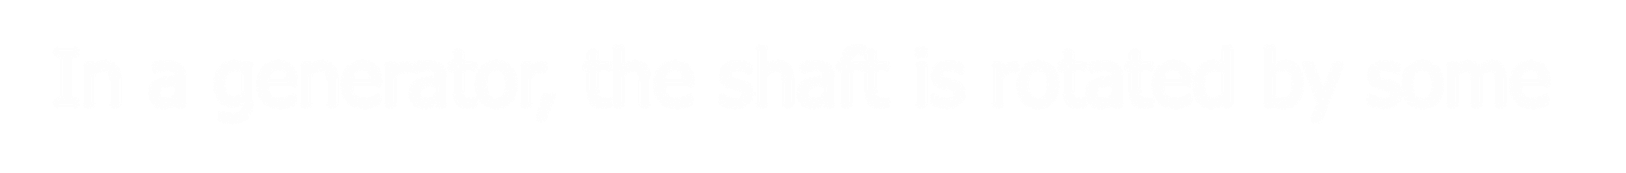 In a generator, the shaft is rotated by some